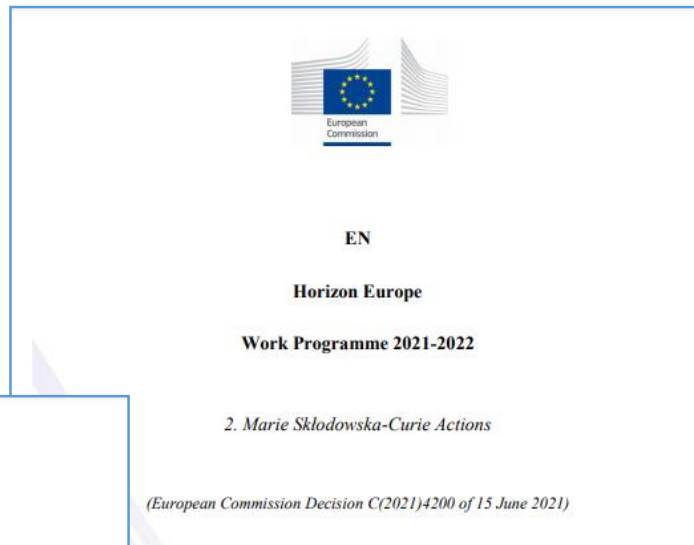 European
Commission
EN
Horizon Europe
Work Programme 2021-2022
2. Marie Skłodowska-Curie Actions
(European Commission Decision C(2021)4200 of 15 June 2021)